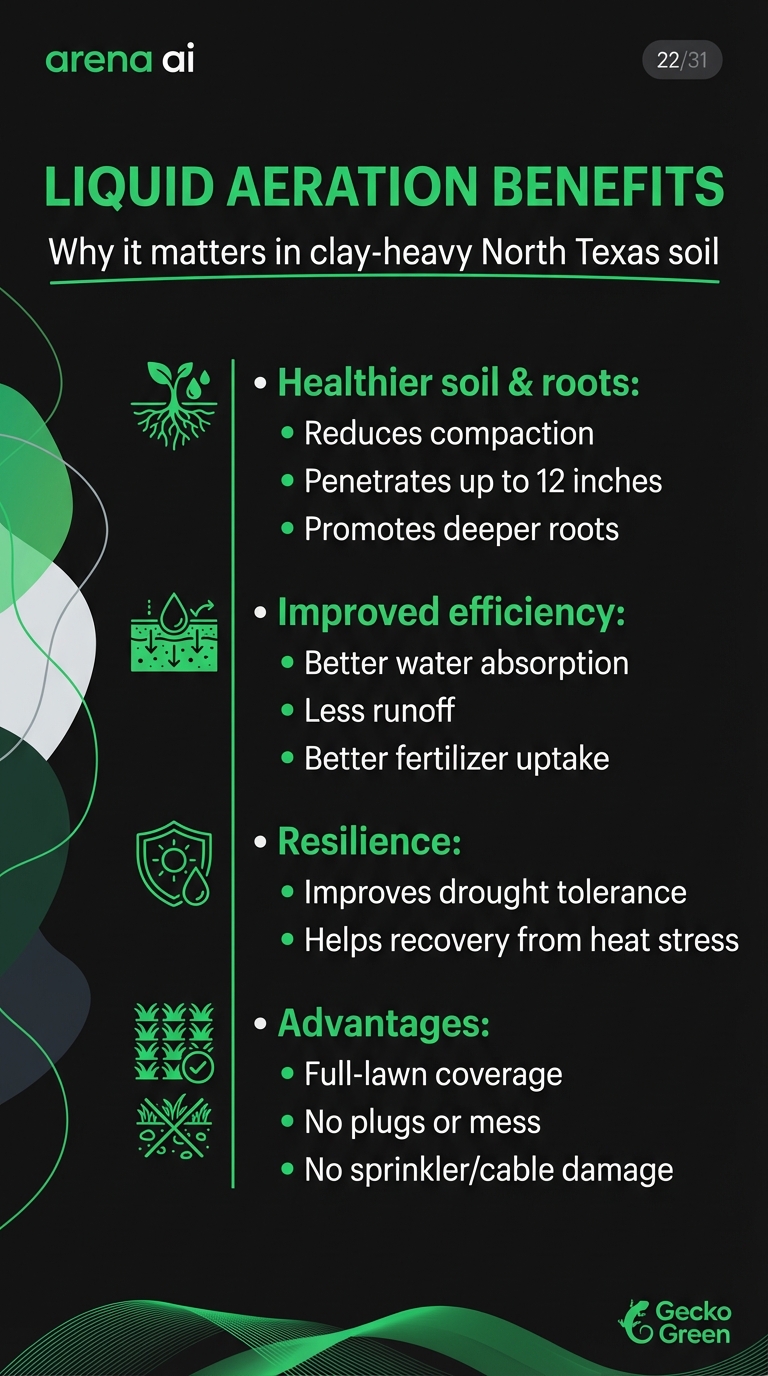 arena ai
22/31
LIQUID AERATION BENEFITS
Why it matters in clay-heavy North Texas soil
• Healthier soil & roots:
• Reduces compaction
• Penetrates up to 12 inches
• Promotes deeper roots
• Improved efficiency:
• Better water absorption
• Less runoff
• Better fertilizer uptake
• Resilience:
• Improves drought tolerance
• Helps recovery from heat stress
• Advantages:
• Full-lawn coverage
• No plugs or mess
• No sprinkler/cable damage
Gecko
Green